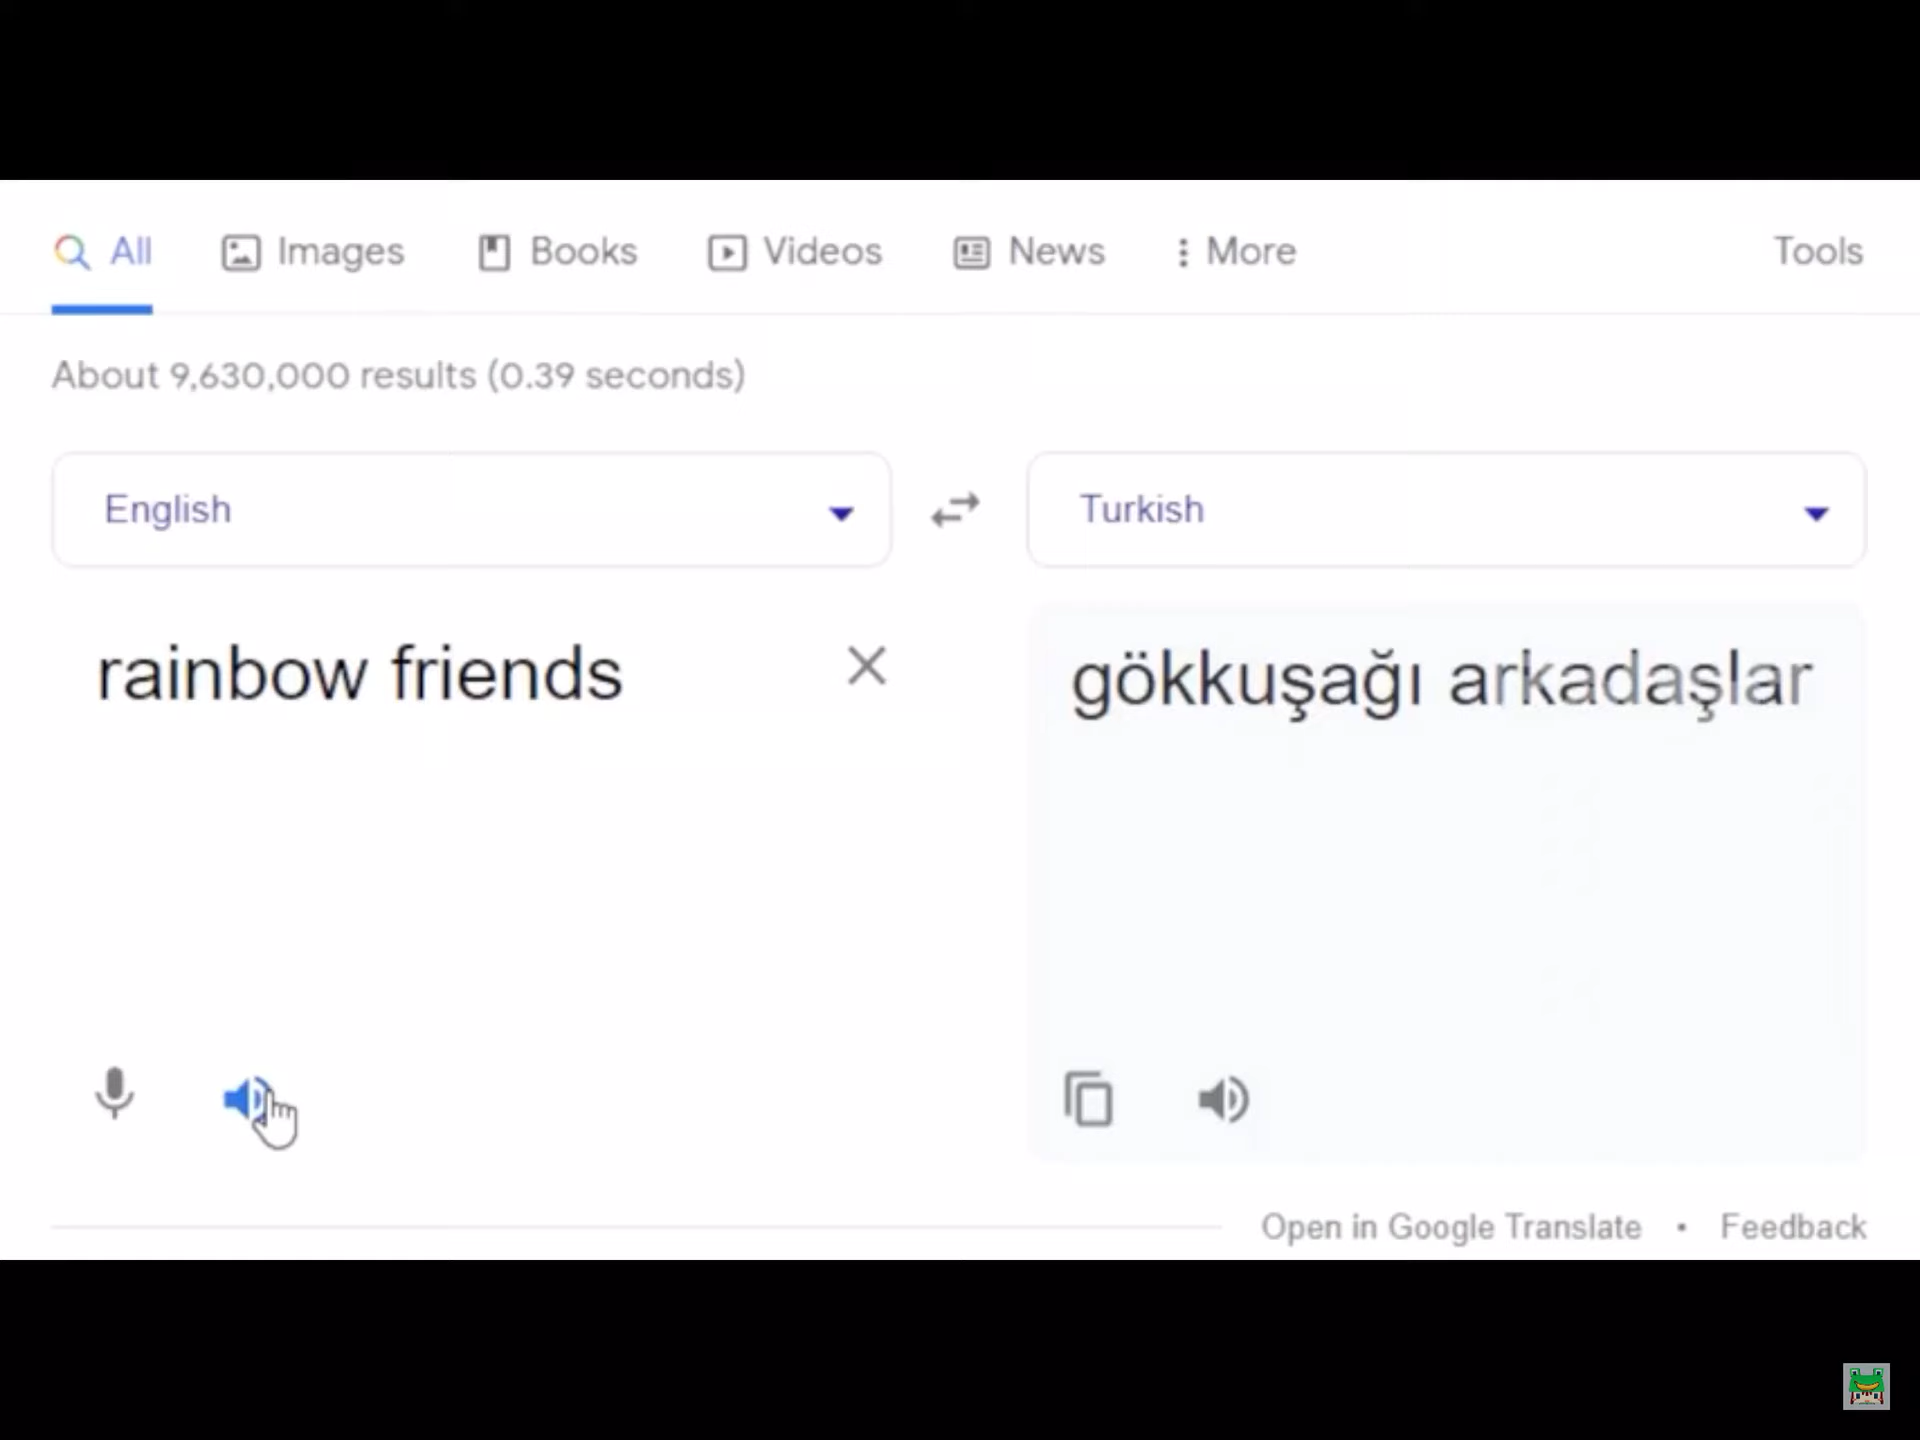 All Images Books Videos News More Tools
About 9,630,000 results (0.39 seconds)
English Turkish
rainbow friends gökkuşağı arkadaşlar
Open in Google Translate • Feedback